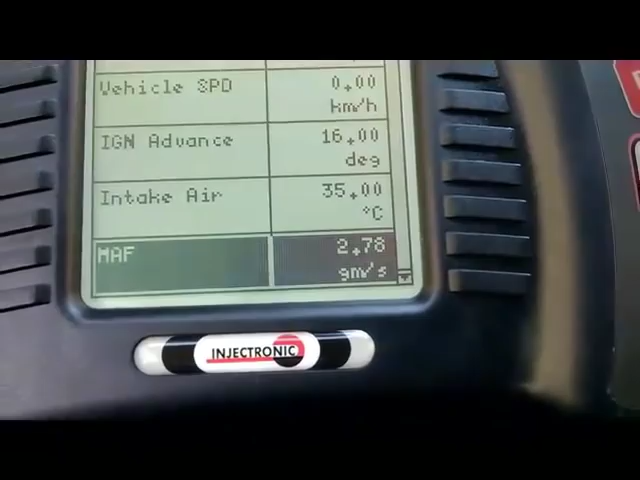 Vehicle SPD 0.00
km/h
IGN Advance 16.00
deg
Intake Air 35.00
°C
MAF 2.78
gm/s
INJECTRONIC